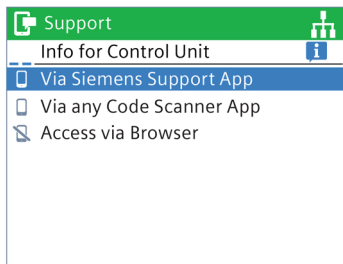 Support
Info for Control Unit
i
Via Siemens Support App
Via any Code Scanner App
Access via Browser